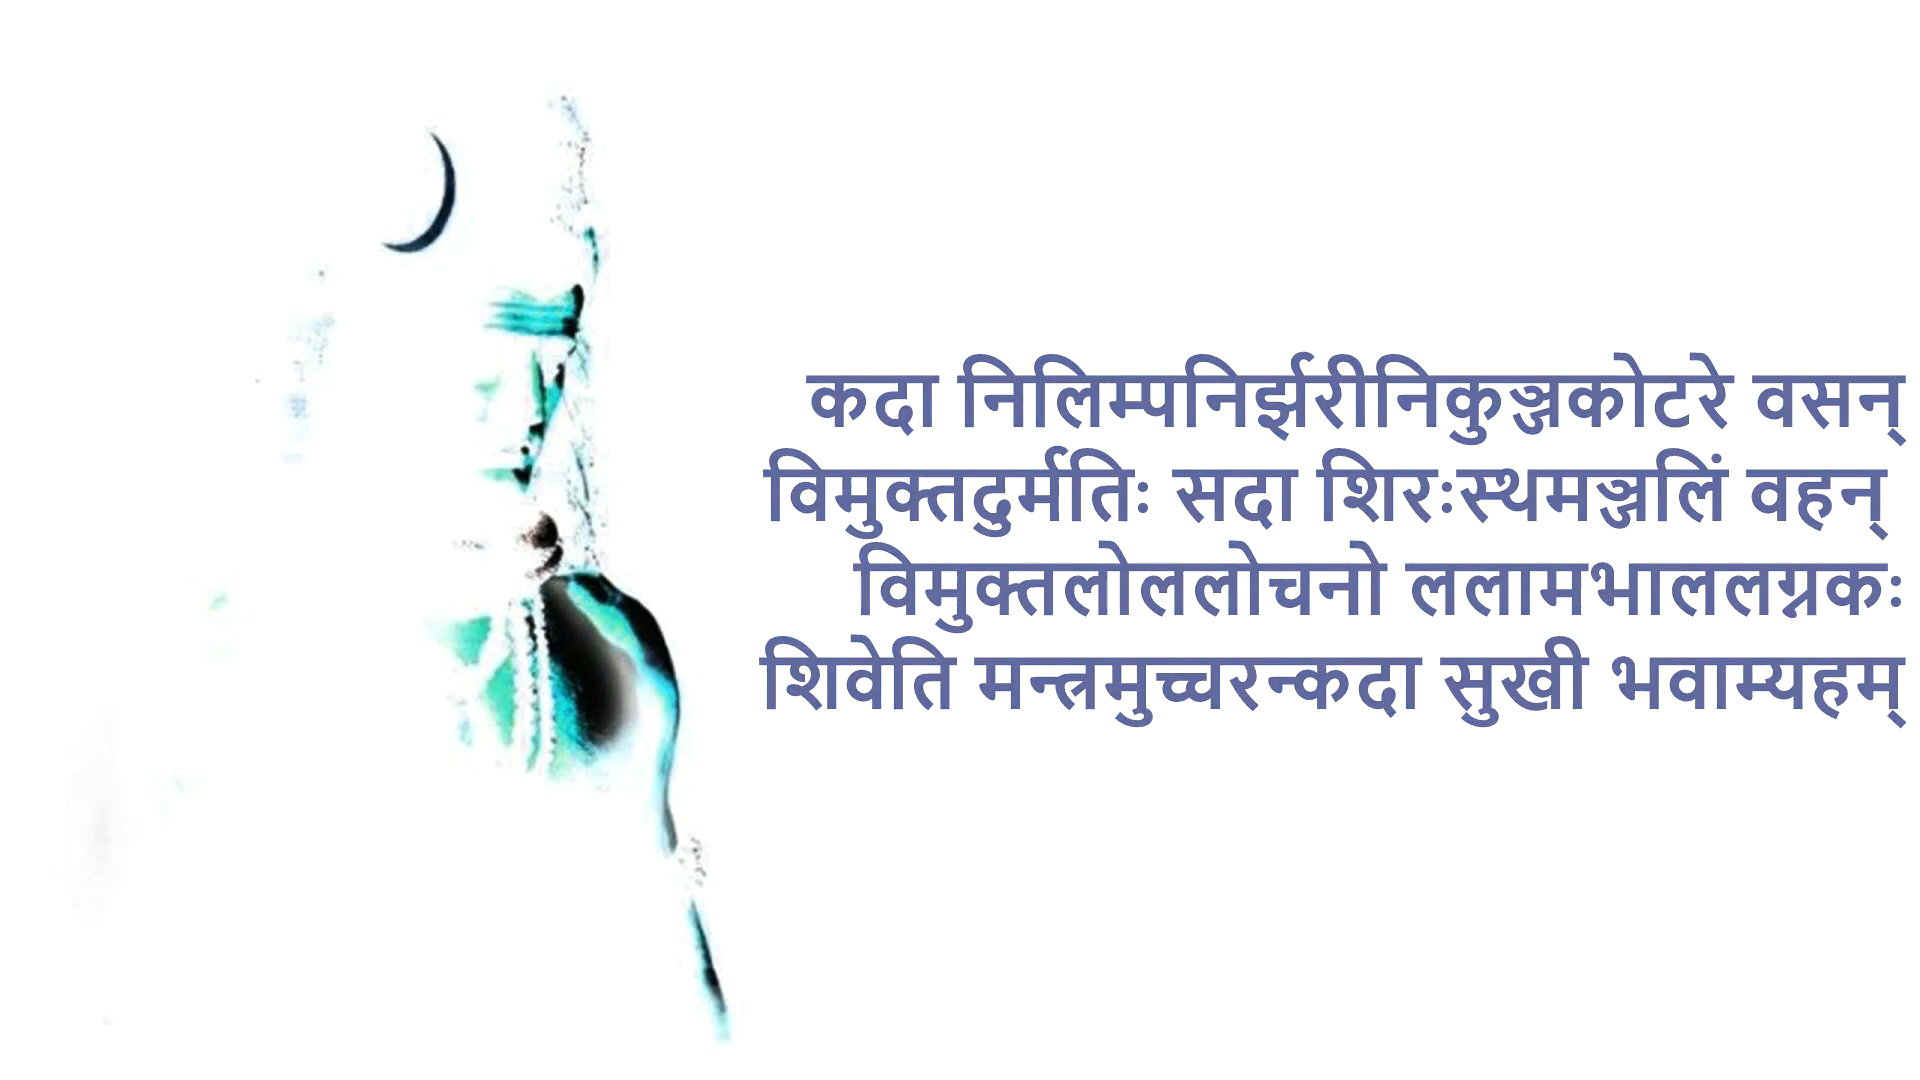 कदा निलिम्पनिर्झरीनिकुञ्जकोटरे वसन्
विमुक्तदुर्मतिः सदा शिरःस्थमञ्जलिं वहन्
विमुक्तलोललोचनो ललामभाललग्नकः
शिवेति मन्त्रमुच्चरन्कदा सुखी भवाम्यहम्